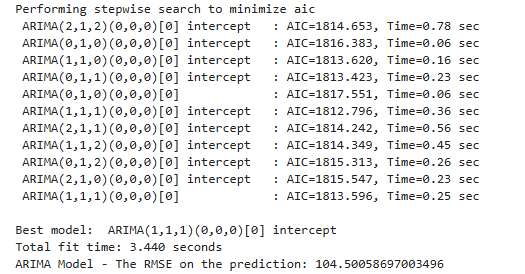 Performing stepwise search to minimize aic
ARIMA(2,1,2)(0,0,0)[0] intercept   : AIC=1814.653, Time=0.78 sec
ARIMA(0,1,0)(0,0,0)[0] intercept   : AIC=1816.383, Time=0.06 sec
ARIMA(1,1,0)(0,0,0)[0] intercept   : AIC=1813.620, Time=0.16 sec
ARIMA(0,1,1)(0,0,0)[0] intercept   : AIC=1813.423, Time=0.23 sec
ARIMA(0,1,0)(0,0,0)[0]             : AIC=1817.551, Time=0.06 sec
ARIMA(1,1,1)(0,0,0)[0] intercept   : AIC=1812.796, Time=0.36 sec
ARIMA(2,1,1)(0,0,0)[0] intercept   : AIC=1814.242, Time=0.56 sec
ARIMA(1,1,2)(0,0,0)[0] intercept   : AIC=1814.349, Time=0.45 sec
ARIMA(0,1,2)(0,0,0)[0] intercept   : AIC=1815.313, Time=0.26 sec
ARIMA(2,1,0)(0,0,0)[0] intercept   : AIC=1815.547, Time=0.23 sec
ARIMA(1,1,1)(0,0,0)[0]             : AIC=1813.596, Time=0.25 sec

Best model:  ARIMA(1,1,1)(0,0,0)[0] intercept
Total fit time: 3.440 seconds
ARIMA Model - The RMSE on the prediction: 104.50058697003496